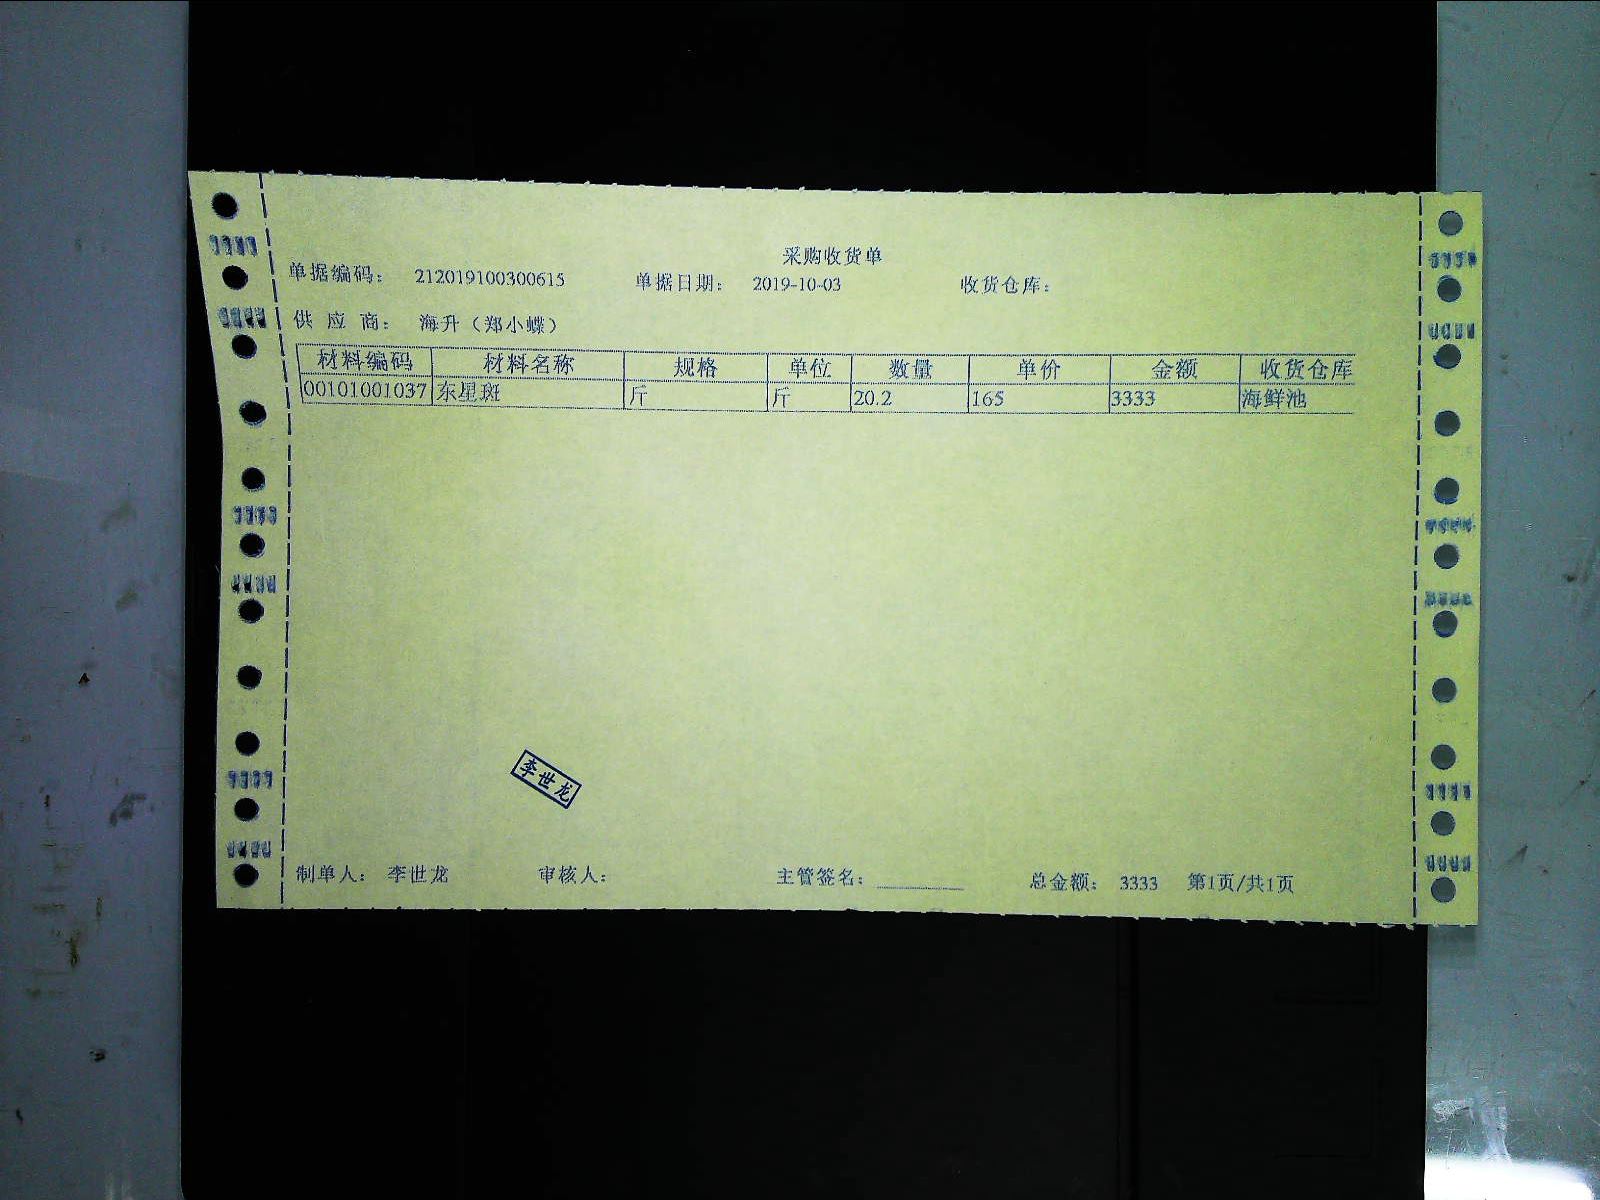 采购收货单
单据编码： 212019100300615 单据日期： 2019-10-03 收货仓库：
供 应 商： 海升（郑小蝶）
材料编码 材料名称 规格 单位 数量 单价 金额 收货仓库
00101001037 东星斑 斤 斤 20.2 165 3333 海鲜池
李世龙
制单人： 李世龙 审核人： 主管签名：________ 总金额： 3333 第1页/共1页